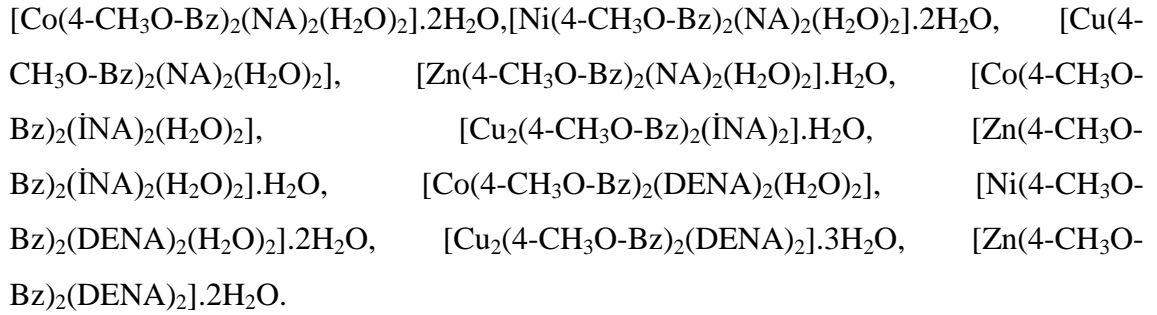 [Co(4-CH₃O-Bz)₂(NA)₂(H₂O)₂].2H₂O,[Ni(4-CH₃O-Bz)₂(NA)₂(H₂O)₂].2H₂O, [Cu(4-
CH₃O-Bz)₂(NA)₂(H₂O)₂], [Zn(4-CH₃O-Bz)₂(NA)₂(H₂O)₂].H₂O, [Co(4-CH₃O-
Bz)₂(İNA)₂(H₂O)₂], [Cu₂(4-CH₃O-Bz)₂(İNA)₂].H₂O, [Zn(4-CH₃O-
Bz)₂(İNA)₂(H₂O)₂].H₂O, [Co(4-CH₃O-Bz)₂(DENA)₂(H₂O)₂], [Ni(4-CH₃O-
Bz)₂(DENA)₂(H₂O)₂].2H₂O, [Cu₂(4-CH₃O-Bz)₂(DENA)₂].3H₂O, [Zn(4-CH₃O-
Bz)₂(DENA)₂].2H₂O.